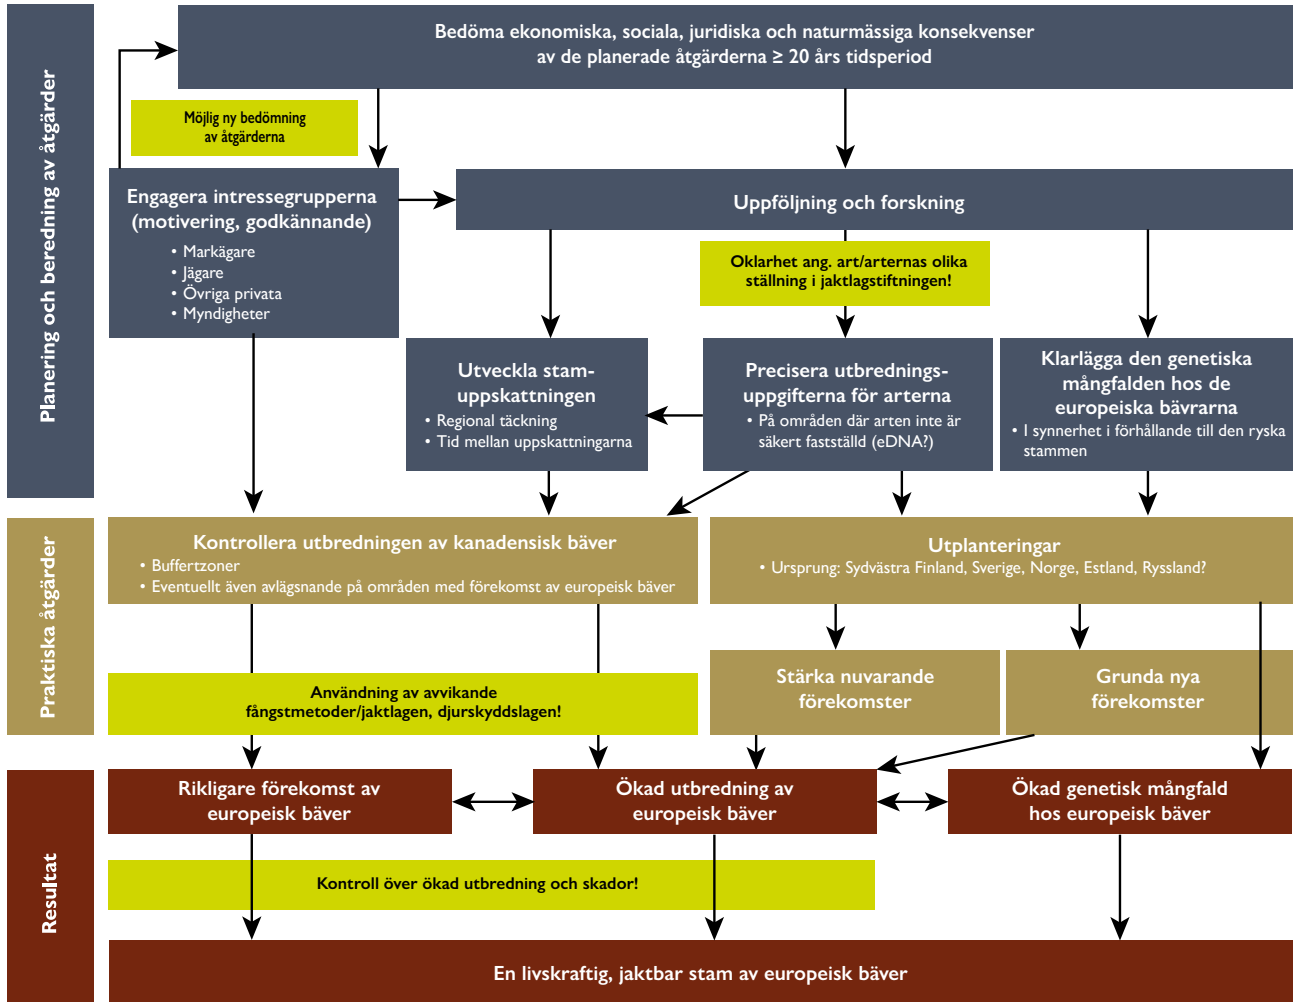 Planering och beredning av åtgärder
Bedöma ekonomiska, sociala, juridiska och naturmässiga konsekvenser
av de planerade åtgärderna ≥ 20 års tidsperiod
Möjlig ny bedömning
av åtgärderna
Engagera intressegrupperna
(motivering, godkännande)
• Markägare
• Jägare
• Övriga privata
• Myndigheter
Uppföljning och forskning
Oklarhet ang. art/arternas olika
ställning i jaktlagstiftningen!
Utveckla stam-
uppskattningen
• Regional täckning
• Tid mellan uppskattningarna
Precisera utbrednings-
uppgifterna för arterna
• På områden där arten inte är
säkert fastställd (eDNA?)
Klarlägga den genetiska
mångfalden hos de
europeiska bävrarna
• I synnerhet i förhållande till den ryska
stammen
Praktiska åtgärder
Kontrollera utbredningen av kanadensisk bäver
• Buffertzoner
• Eventuellt även avlägsnande på områden med förekomst av europeisk bäver
Utplanteringar
• Ursprung: Sydvästra Finland, Sverige, Norge, Estland, Ryssland?
Användning av avvikande
fångstmetoder/jaktlagen, djurskyddslagen!
Stärka nuvarande
förekomster
Grunda nya
förekomster
Resultat
Rikligare förekomst av
europeisk bäver
Ökad utbredning av
europeisk bäver
Ökad genetisk mångfald
hos europeisk bäver
Kontroll över ökad utbredning och skador!
En livskraftig, jaktbar stam av europeisk bäver